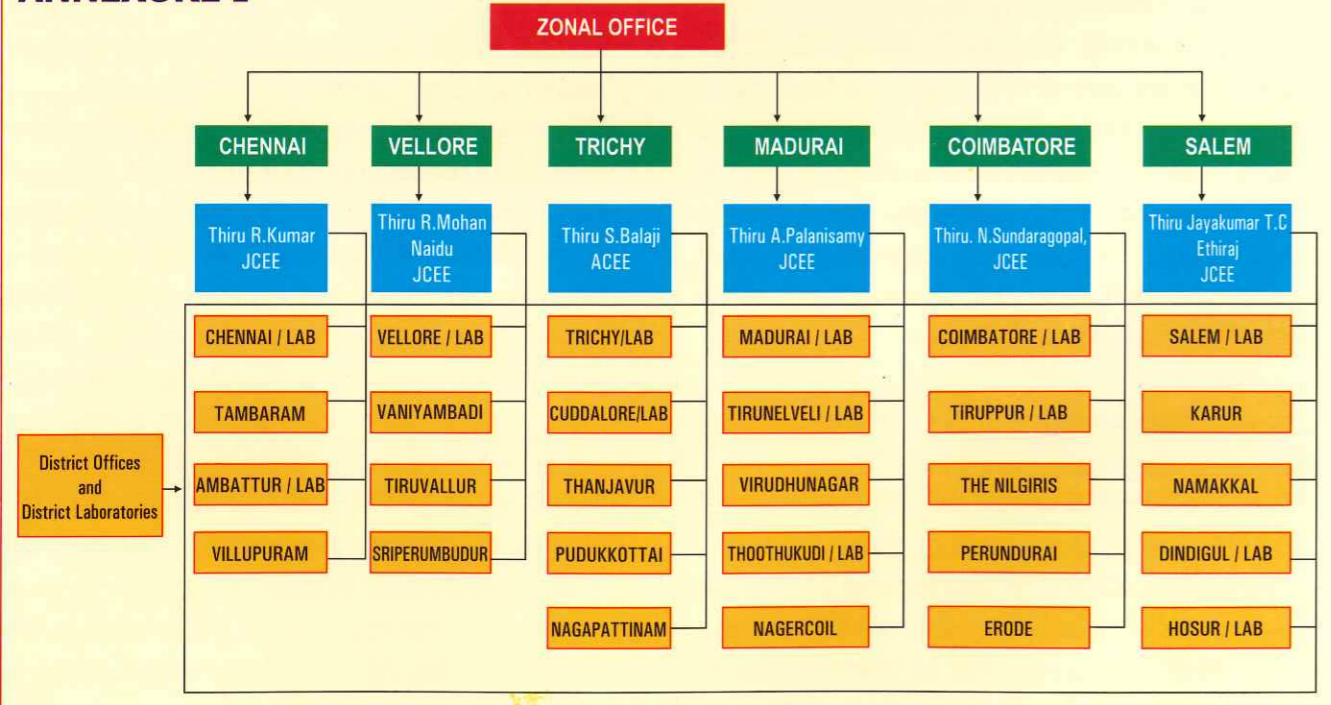 ZONAL OFFICE
CHENNAI
VELLORE
TRICHY
MADURAI
COIMBATORE
SALEM
Thiru R.Kumar
JCEE
Thiru R.Mohan
Naidu
JCEE
Thiru S.Balaji
ACEE
Thiru A.Palanisamy
JCEE
Thiru. N.Sundaragopal,
JCEE
Thiru Jayakumar T.C
Ethiraj
JCEE
CHENNAI / LAB
VELLORE / LAB
TRICHY/LAB
MADURAI / LAB
COIMBATORE / LAB
SALEM / LAB
TAMBARAM
VANIYAMBADI
CUDDALORE/LAB
TIRUNELVELI / LAB
TIRUPPUR / LAB
KARUR
District Offices
and
District Laboratories
AMBATTUR / LAB
TIRUVALLUR
THANJAVUR
VIRUDHUNAGAR
THE NILGIRIS
NAMAKKAL
VILLUPURAM
SRIPERUMBUDUR
PUDUKKOTTAI
THOOTHUKUDI / LAB
PERUNDURAI
DINDIGUL / LAB
NAGAPATTINAM
NAGERCOIL
ERODE
HOSUR / LAB